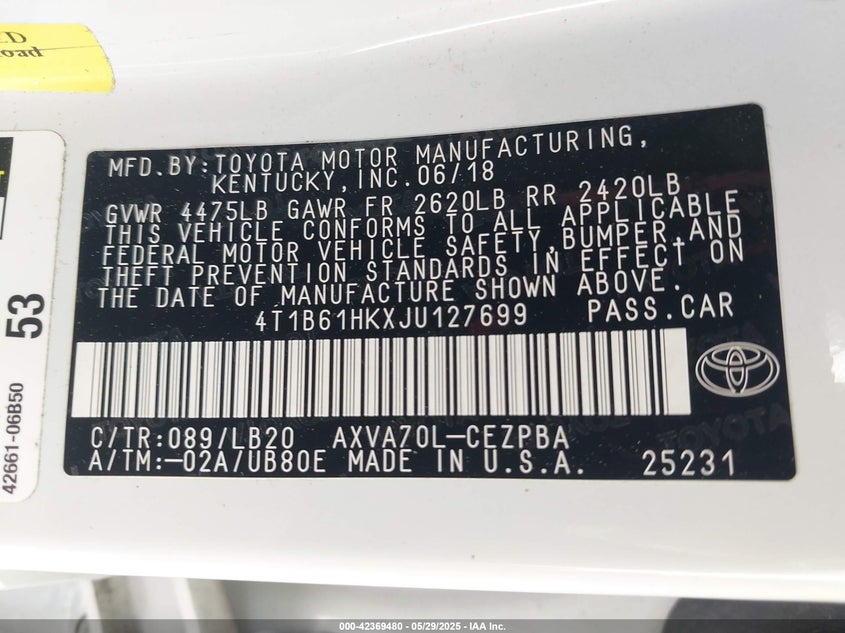 ED
oad
53
42661-06B50
MFD.BY:TOYOTA MOTOR MANUFACTURING,
KENTUCKY,INC.06/18
GVWR 4475LB GAWR FR 2620LB RR 2420LB
THIS VEHICLE CONFORMS TO ALL APPLICABLE
FEDERAL MOTOR VEHICLE SAFETY,BUMPER,AND
THEFT PREVENTION STANDARDS IN EFFECT ON
THE DATE OF MANUFACTURE SHOWN ABOVE.
4T1B61HKXJU127699 PASS.CAR
C/TR:089/LB20 AXVA70L-CEZPBA
A/TM:-02A/UB80E MADE IN U.S.A. 25231
000-42369480 - 05/29/2025 - IAA Inc.